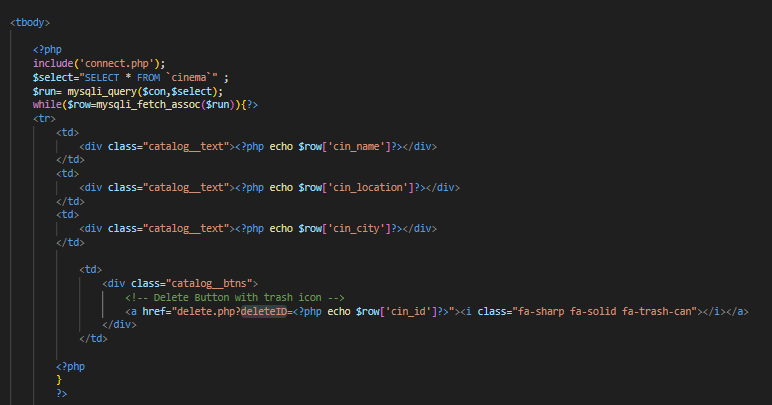 <tbody>
<?php
include('connect.php');
$select="SELECT * FROM `cinema`" ;
$run= mysqli_query($con,$select);
while($row=mysqli_fetch_assoc($run)){?>
<tr>
<td>
<div class="catalog__text"><?php echo $row['cin_name']?></div>
</td>
<td>
<div class="catalog__text"><?php echo $row['cin_location']?></div>
</td>
<td>
<div class="catalog__text"><?php echo $row['cin_city']?></div>
</td>
<td>
<div class="catalog__btns">
<!-- Delete Button with trash icon -->
<a href="delete.php?deleteID=<?php echo $row['cin_id']?>"><i class="fa-sharp fa-solid fa-trash-can"></i></a>
</div>
</td>
<?php
}
?>